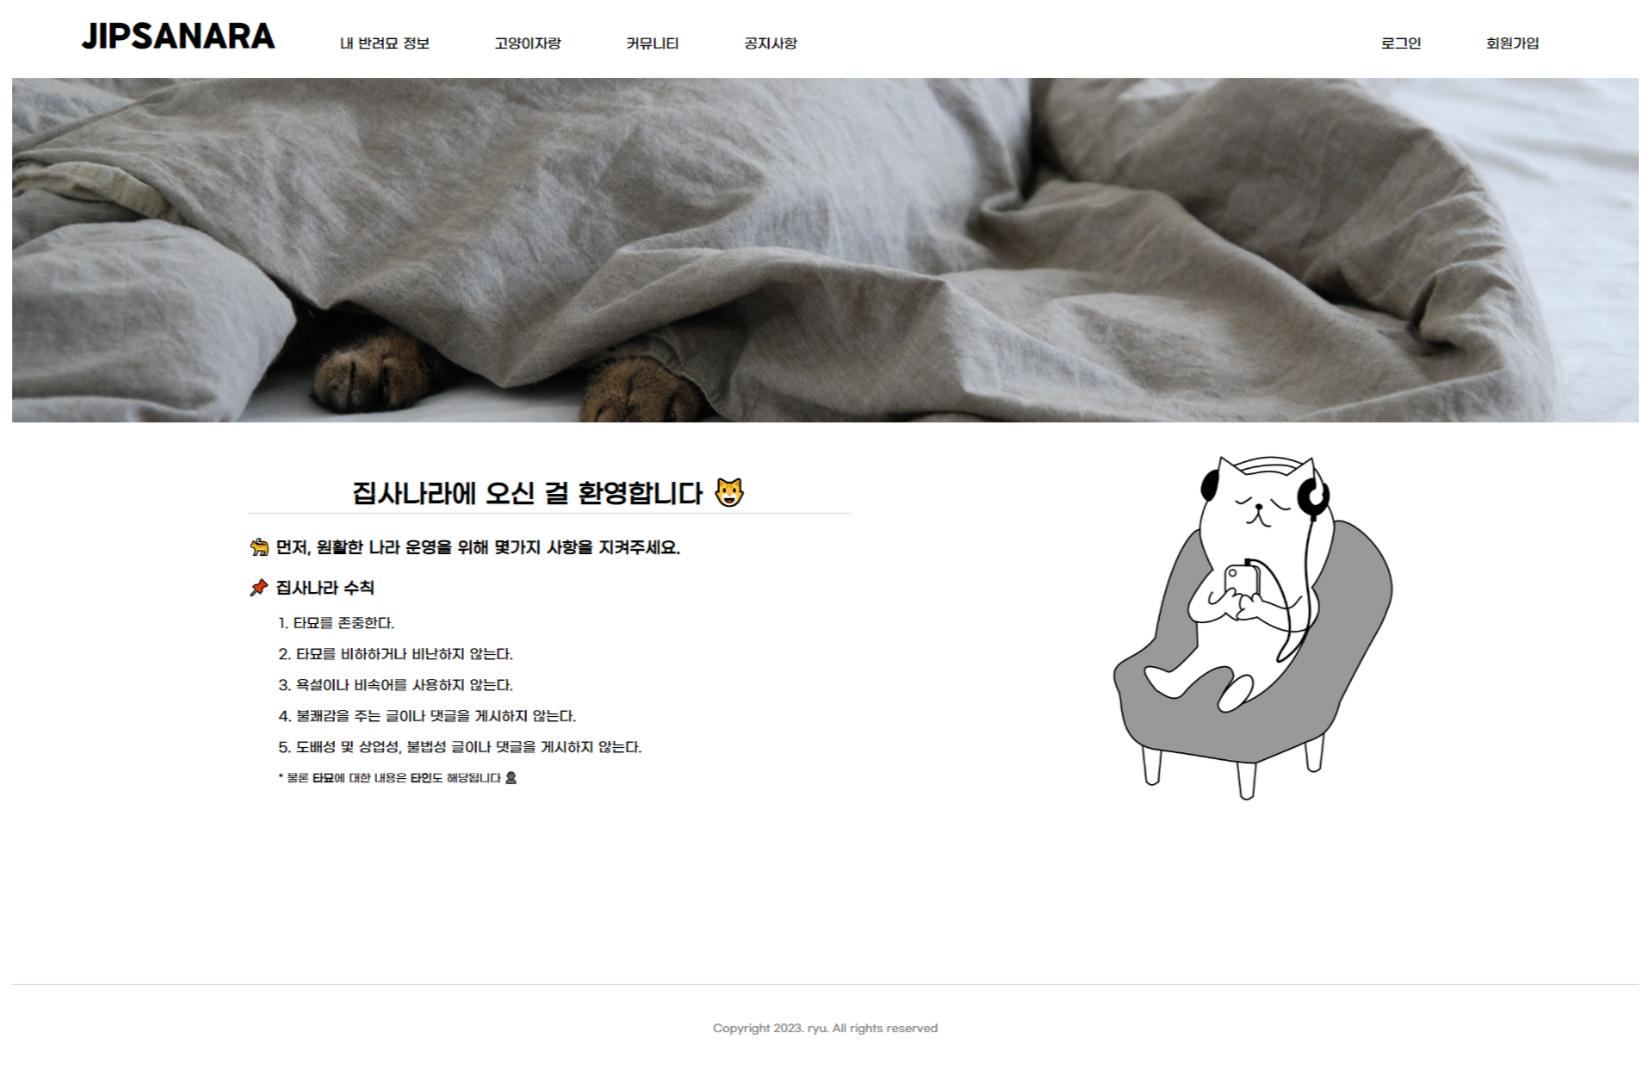 JIPSANARA
내 반려묘 정보
고양이자랑
커뮤니티
공지사항
로그인
회원가입
집사나라에 오신 걸 환영합니다 🐯
🐈 먼저, 원활한 나라 운영을 위해 몇가지 사항을 지켜주세요.
📌 집사나라 수칙
1. 타묘를 존중한다.
2. 타묘를 비하하거나 비난하지 않는다.
3. 욕설이나 비속어를 사용하지 않는다.
4. 불쾌감을 주는 글이나 댓글을 게시하지 않는다.
5. 도배성 및 상업성, 불법성 글이나 댓글을 게시하지 않는다.
* 물론 타묘에 대한 내용은 타인도 해당됩니다 👤
Copyright 2023. ryu. All rights reserved